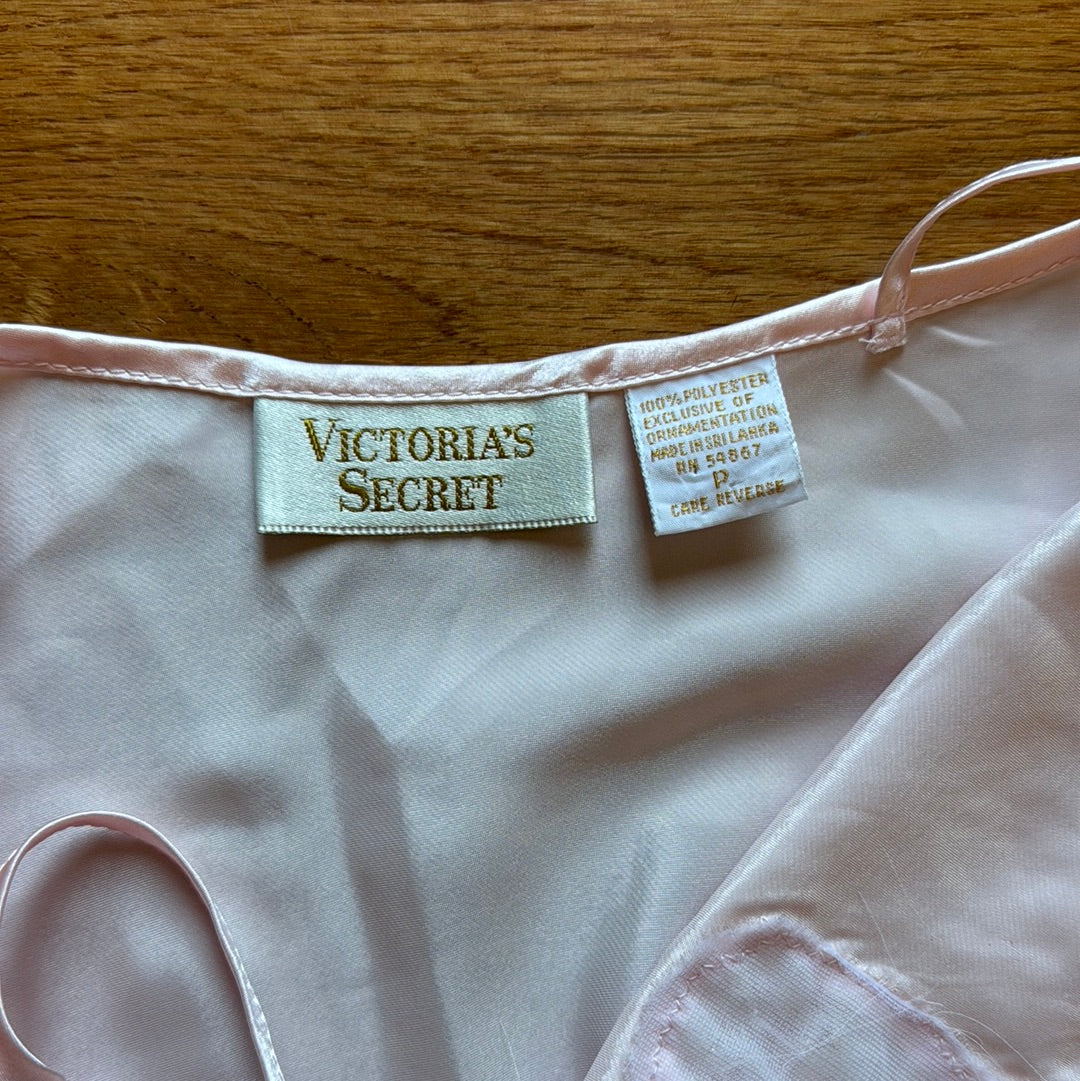 VICTORIA'S
SECRET
100% POLYESTER
EXCLUSIVE OF
ORNAMENTATION
MADE IN SRI LANKA
RN 54867
P
CARE REVERSE